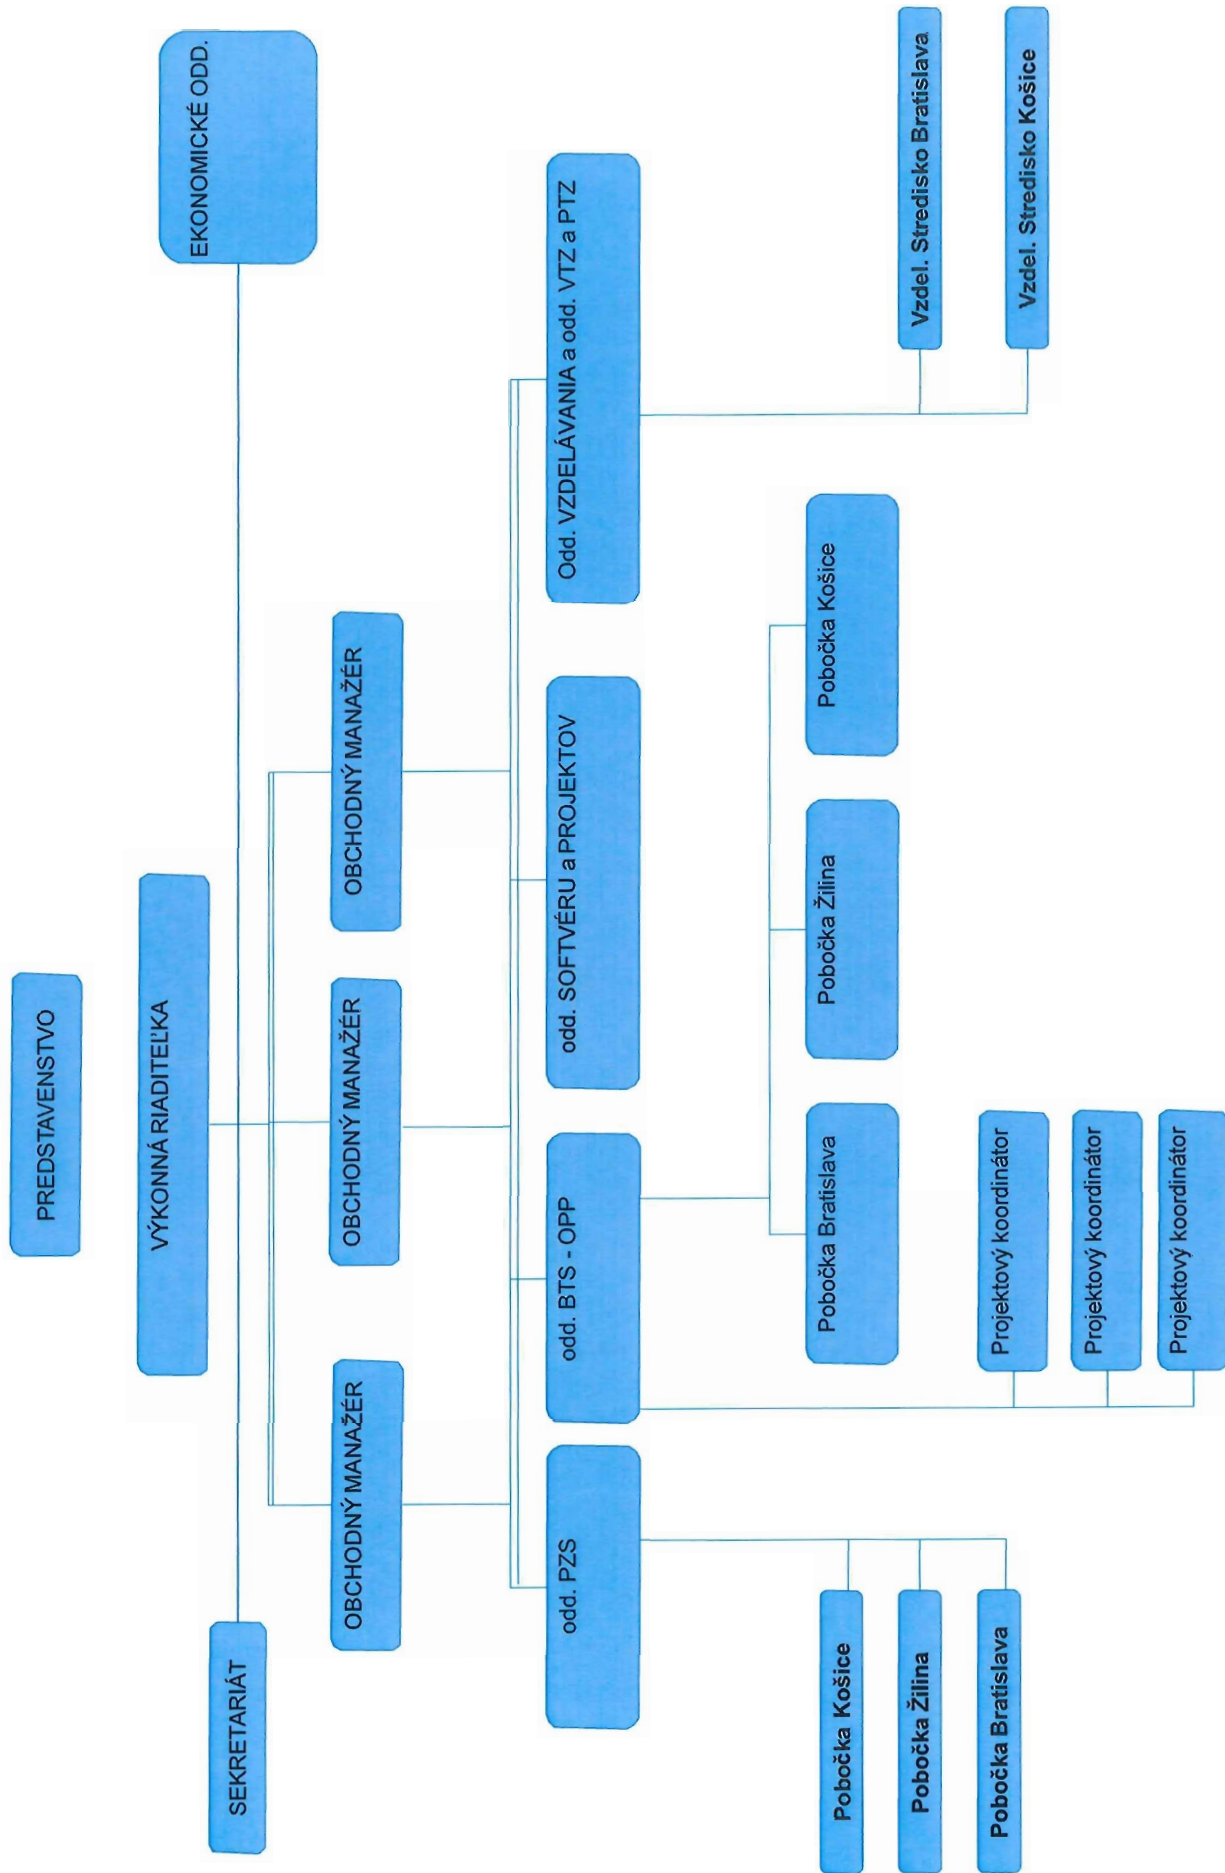 PREDSTAVENSTVO
VÝKONNÁ RIADITEĽKA
SEKRETARIÁT
EKONOMICKÉ ODD.
OBCHODNÝ MANAŽÉR
OBCHODNÝ MANAŽÉR
OBCHODNÝ MANAŽÉR
odd. PZS
odd. BTS - OPP
odd. SOFTVÉRU a PROJEKTOV
Odd. VZDELÁVANIA a odd. VTZ a PTZ
Pobočka Košice
Pobočka Žilina
Pobočka Bratislava
Pobočka Bratislava
Pobočka Žilina
Pobočka Košice
Projektový koordinátor
Projektový koordinátor
Projektový koordinátor
Vzdel. Stredisko Bratislava
Vzdel. Stredisko Košice